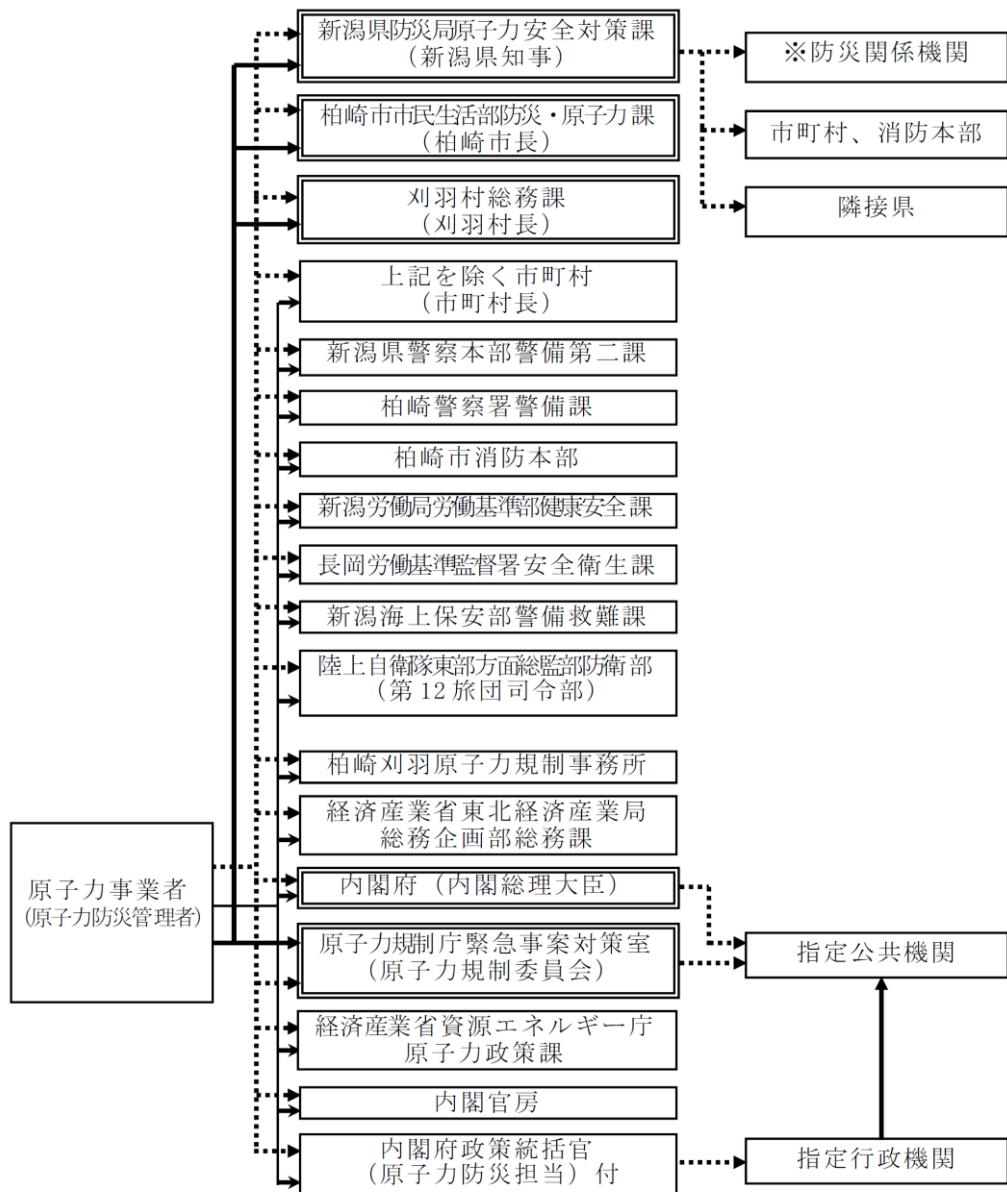 新潟県防災局原子力安全対策課
（新潟県知事）
柏崎市市民生活部防災・原子力課
（柏崎市長）
刈羽村総務課
（刈羽村長）
上記を除く市町村
（市町村長）
新潟県警察本部警備第二課
柏崎警察署警備課
柏崎市消防本部
新潟労働局労働基準部健康安全課
長岡労働基準監督署安全衛生課
新潟海上保安部警備救難課
陸上自衛隊東部方面総監部防衛部
（第12旅団司令部）
柏崎刈羽原子力規制事務所
経済産業省東北経済産業局
総務企画部総務課
内閣府（内閣総理大臣）
原子力規制庁緊急事案対策室
（原子力規制委員会）
経済産業省資源エネルギー庁
原子力政策課
内閣官房
内閣府政策統括官
（原子力防災担当）付
原子力事業者
(原子力防災管理者)
※防災関係機関
市町村、消防本部
隣接県
指定公共機関
指定行政機関